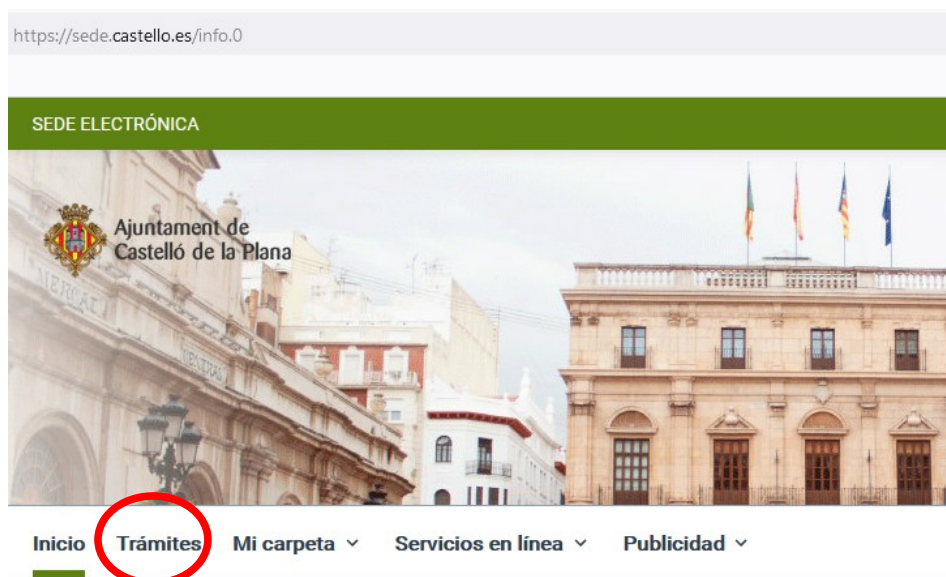 https://sede.castello.es/info.0
SEDE ELECTRÓNICA
Ajuntament de
Castelló de la Plana
MERCAT
Inicio Trámites Mi carpeta Servicios en línea Publicidad